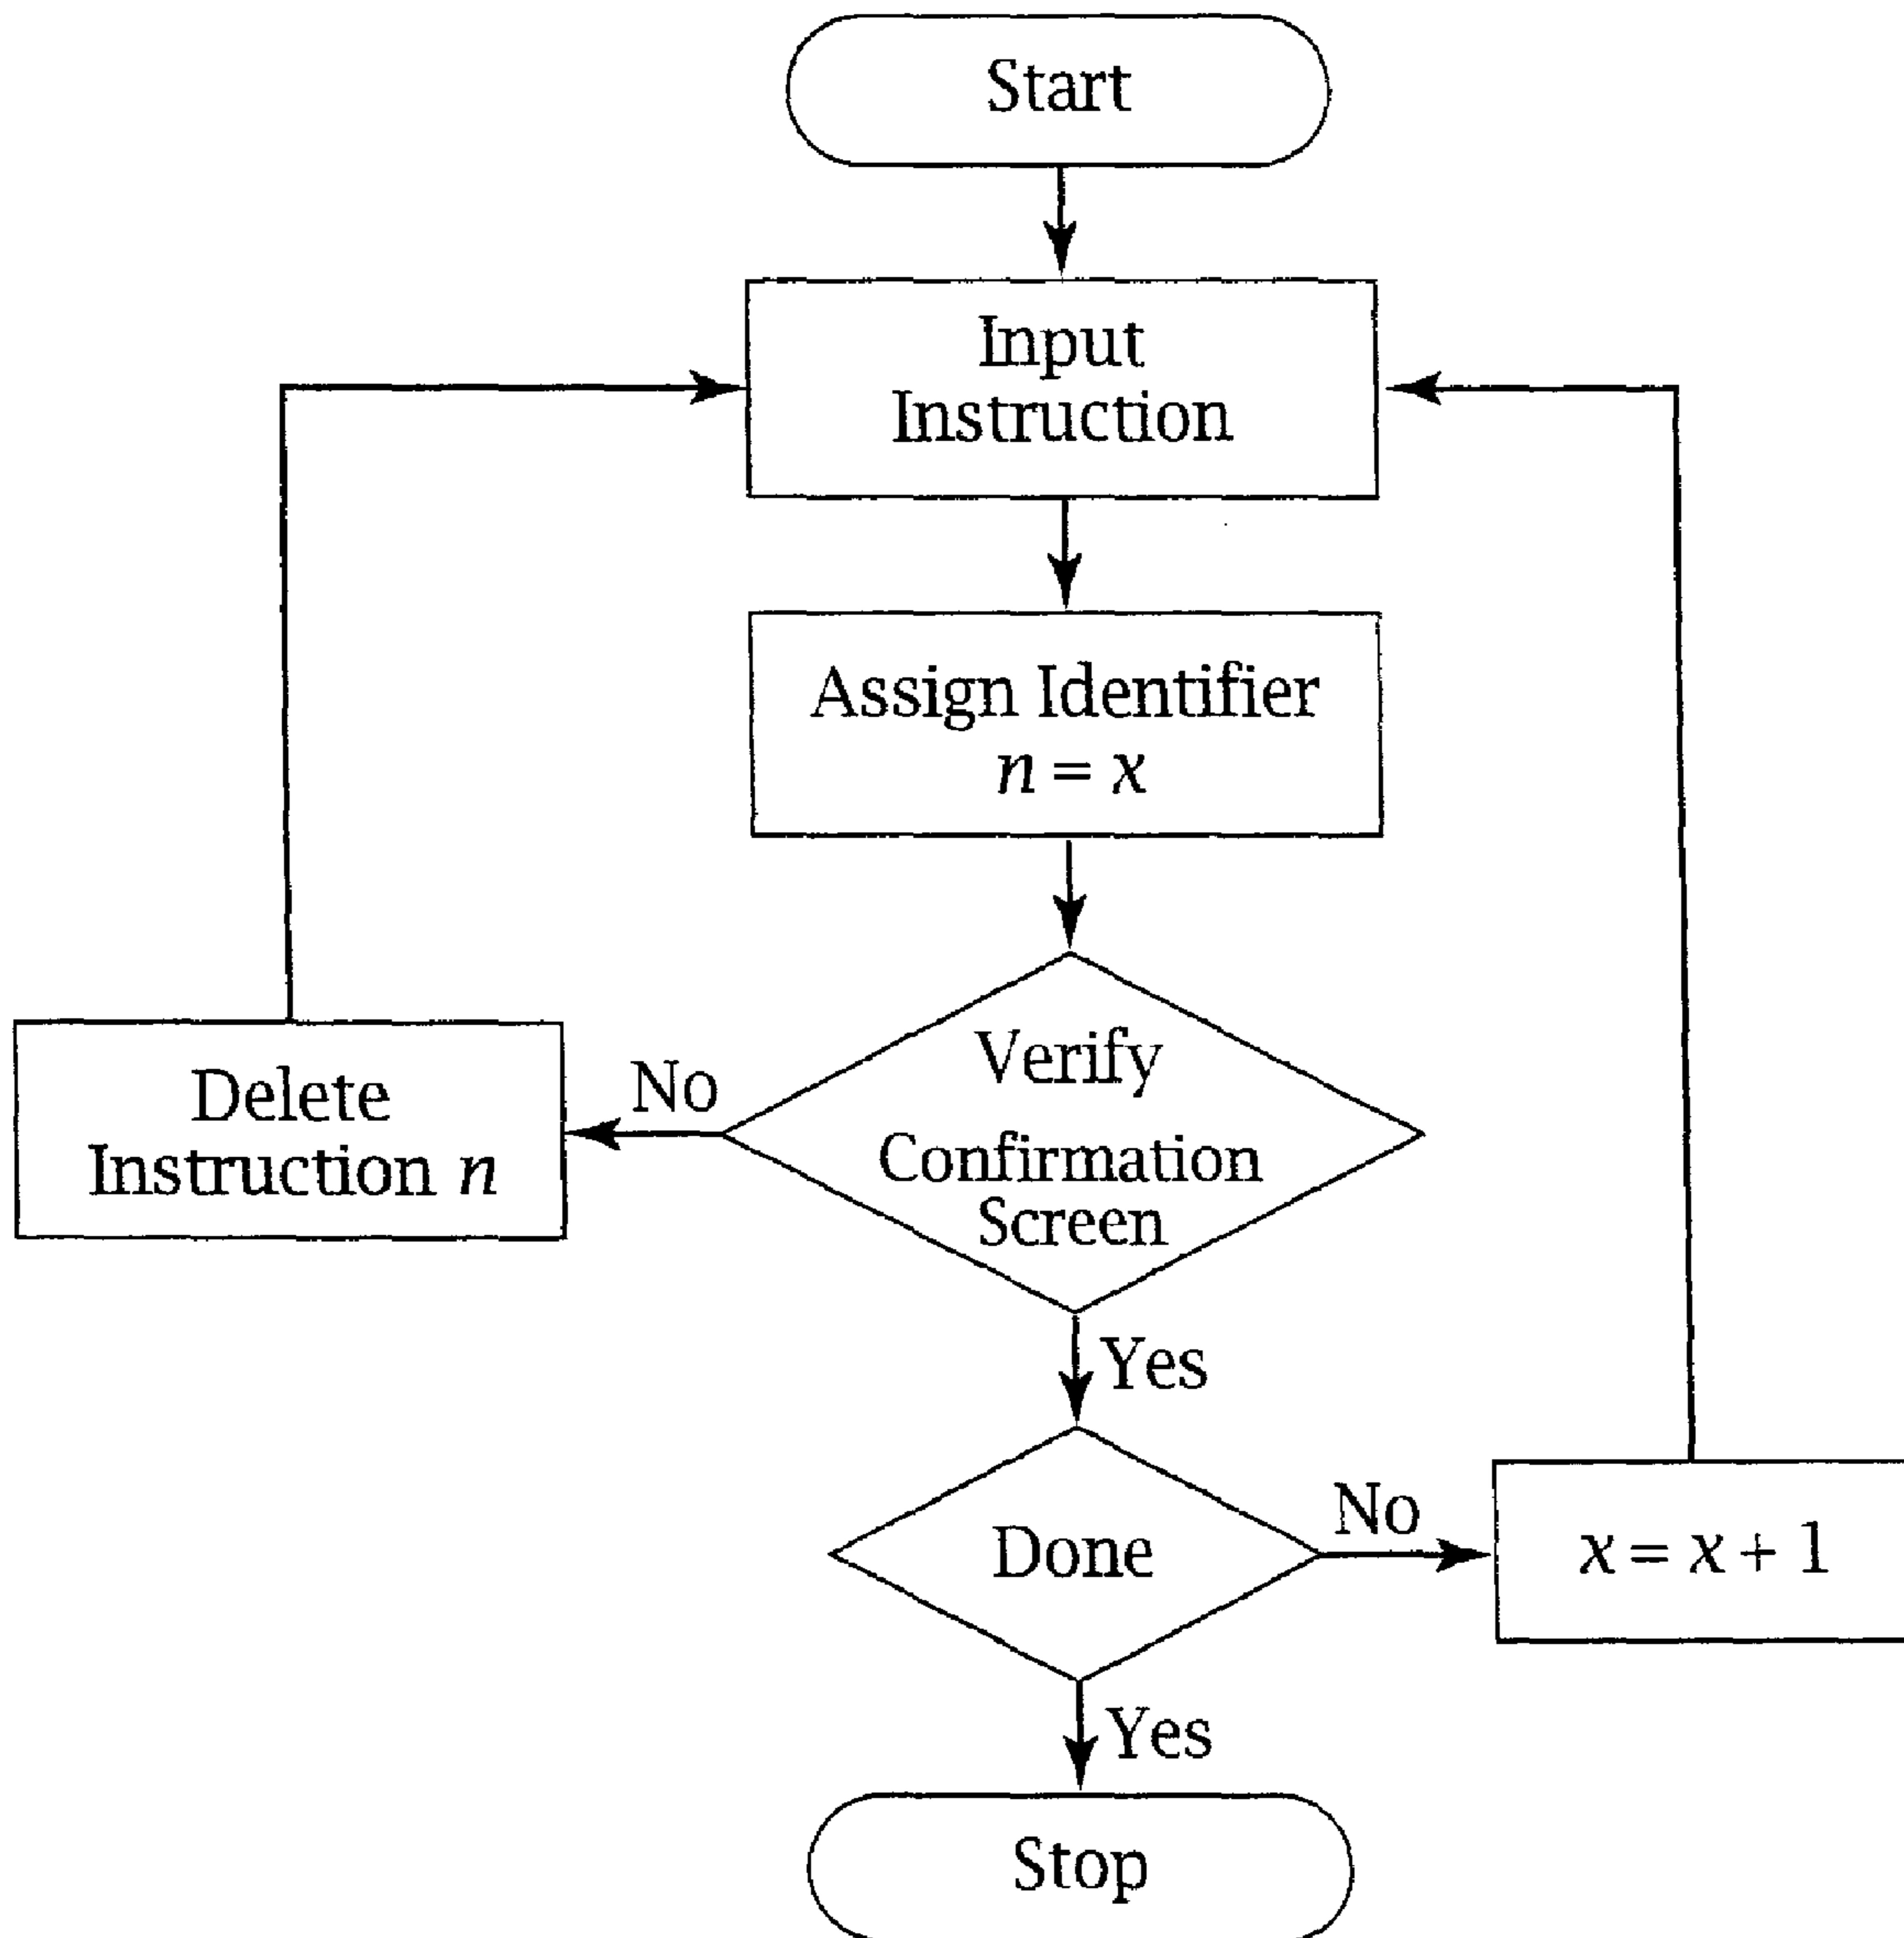 Start
Input
Instruction
Assign Identifier
n = x
Verify
Confirmation
Screen
No
Delete
Instruction n
Yes
Done
No
x = x + 1
Yes
Stop